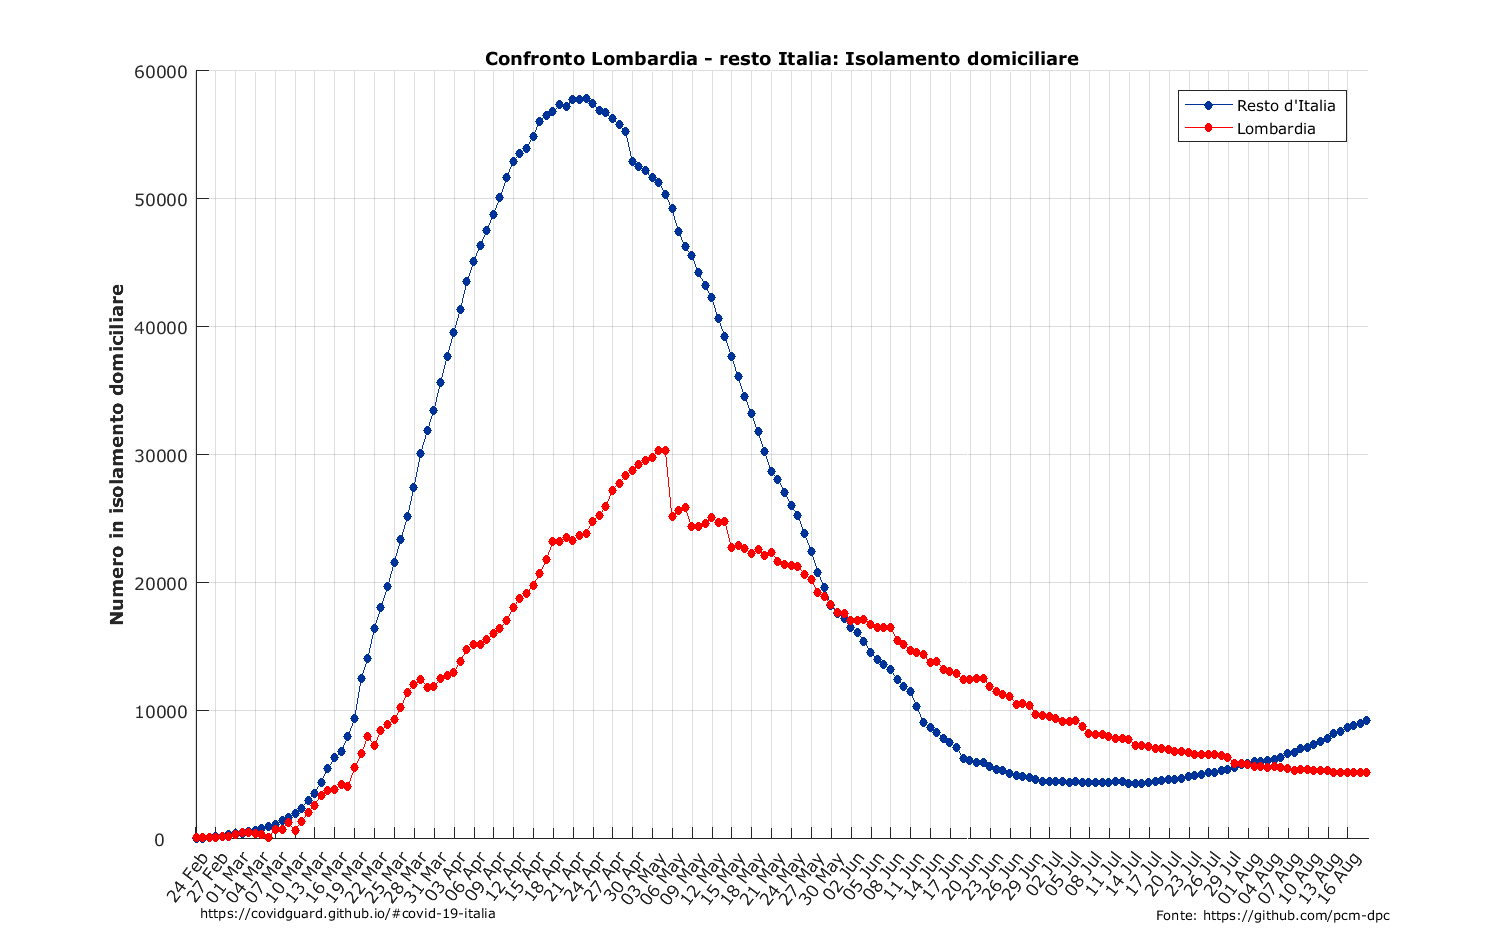 Confronto Lombardia - resto Italia: Isolamento domiciliare
Resto d'Italia
Lombardia
Numero in isolamento domiciliare
60000
50000
40000
30000
20000
10000
0
24 Feb
27 Feb
01 Mar
04 Mar
07 Mar
10 Mar
13 Mar
16 Mar
19 Mar
22 Mar
25 Mar
28 Mar
31 Mar
03 Apr
06 Apr
09 Apr
12 Apr
15 Apr
18 Apr
21 Apr
24 Apr
27 Apr
30 Apr
03 May
06 May
09 May
12 May
15 May
18 May
21 May
24 May
27 May
30 May
02 Jun
05 Jun
08 Jun
11 Jun
14 Jun
17 Jun
20 Jun
23 Jun
26 Jun
29 Jun
02 Jul
05 Jul
08 Jul
11 Jul
14 Jul
17 Jul
20 Jul
23 Jul
26 Jul
29 Jul
01 Aug
04 Aug
07 Aug
10 Aug
13 Aug
16 Aug
https://covidguard.github.io/#covid-19-italia
Fonte: https://github.com/pcm-dpc